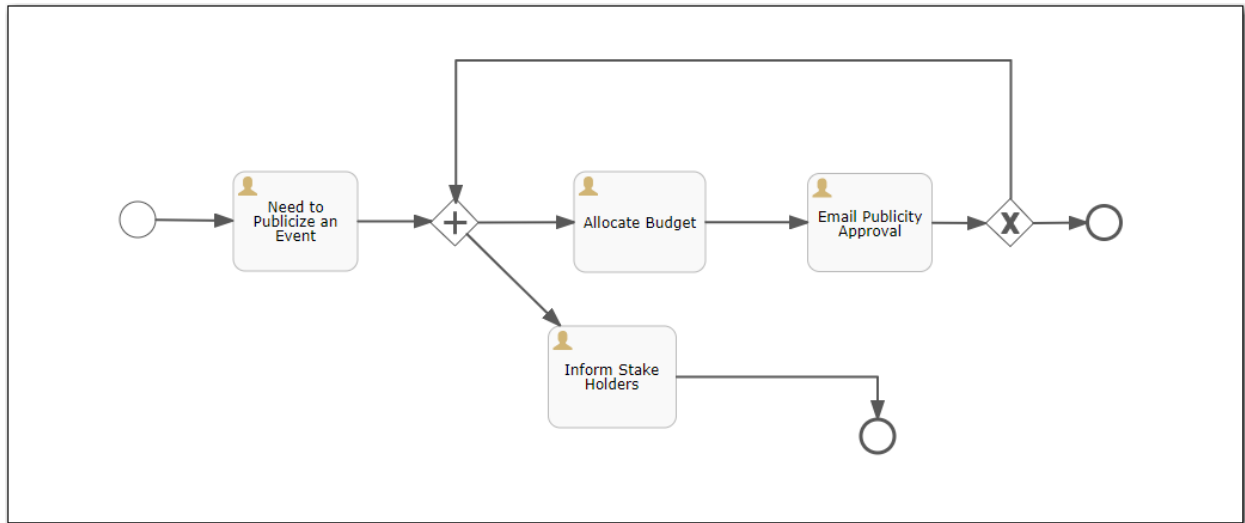 Need to
Publicize an
Event
Allocate Budget
Email Publicity
Approval
Inform Stake
Holders